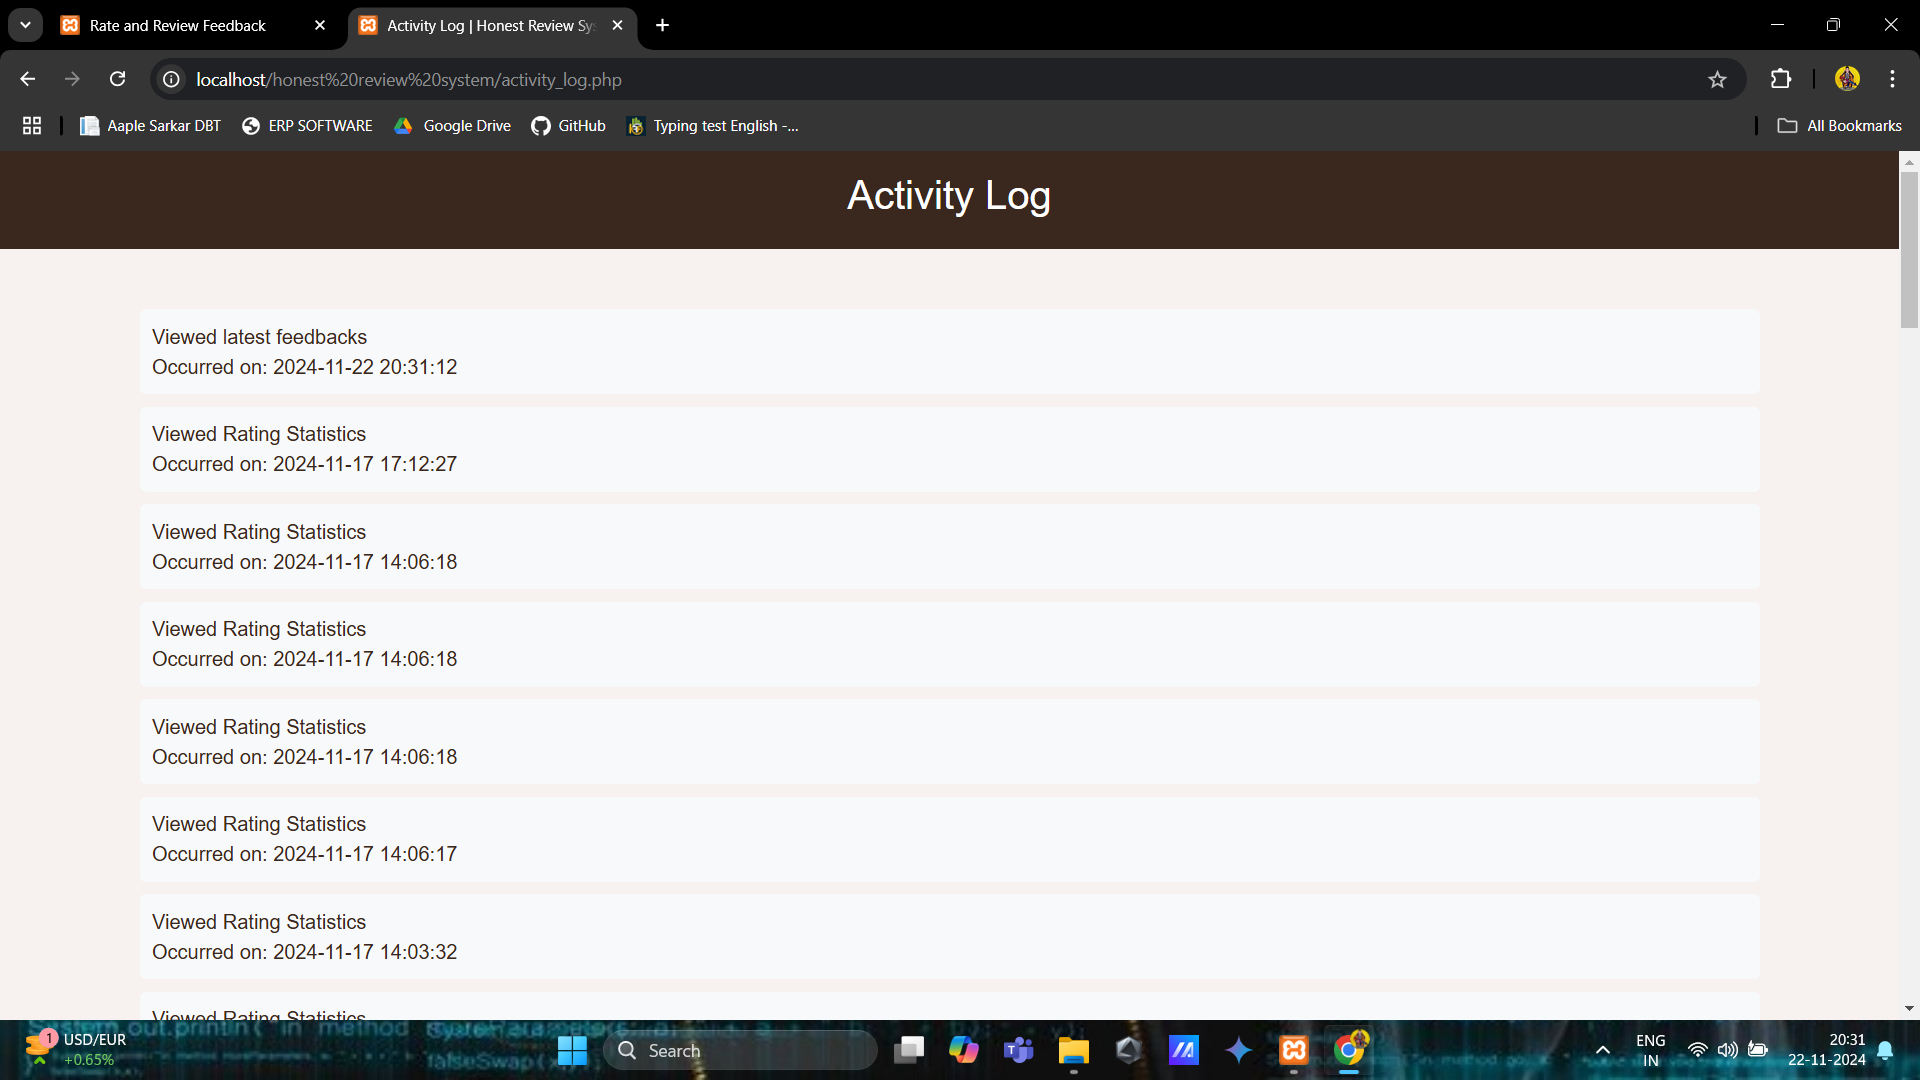 Rate and Review Feedback
Activity Log | Honest Review Sy
localhost/honest%20review%20system/activity_log.php
Aaple Sarkar DBT
ERP SOFTWARE
Google Drive
GitHub
Typing test English -...
All Bookmarks
Activity Log
Viewed latest feedbacks
Occurred on: 2024-11-22 20:31:12
Viewed Rating Statistics
Occurred on: 2024-11-17 17:12:27
Viewed Rating Statistics
Occurred on: 2024-11-17 14:06:18
Viewed Rating Statistics
Occurred on: 2024-11-17 14:06:18
Viewed Rating Statistics
Occurred on: 2024-11-17 14:06:18
Viewed Rating Statistics
Occurred on: 2024-11-17 14:06:17
Viewed Rating Statistics
Occurred on: 2024-11-17 14:03:32
Viewed Rating Statistics
1
USD/EUR
+0.65%
Search
ENG
IN
20:31
22-11-2024